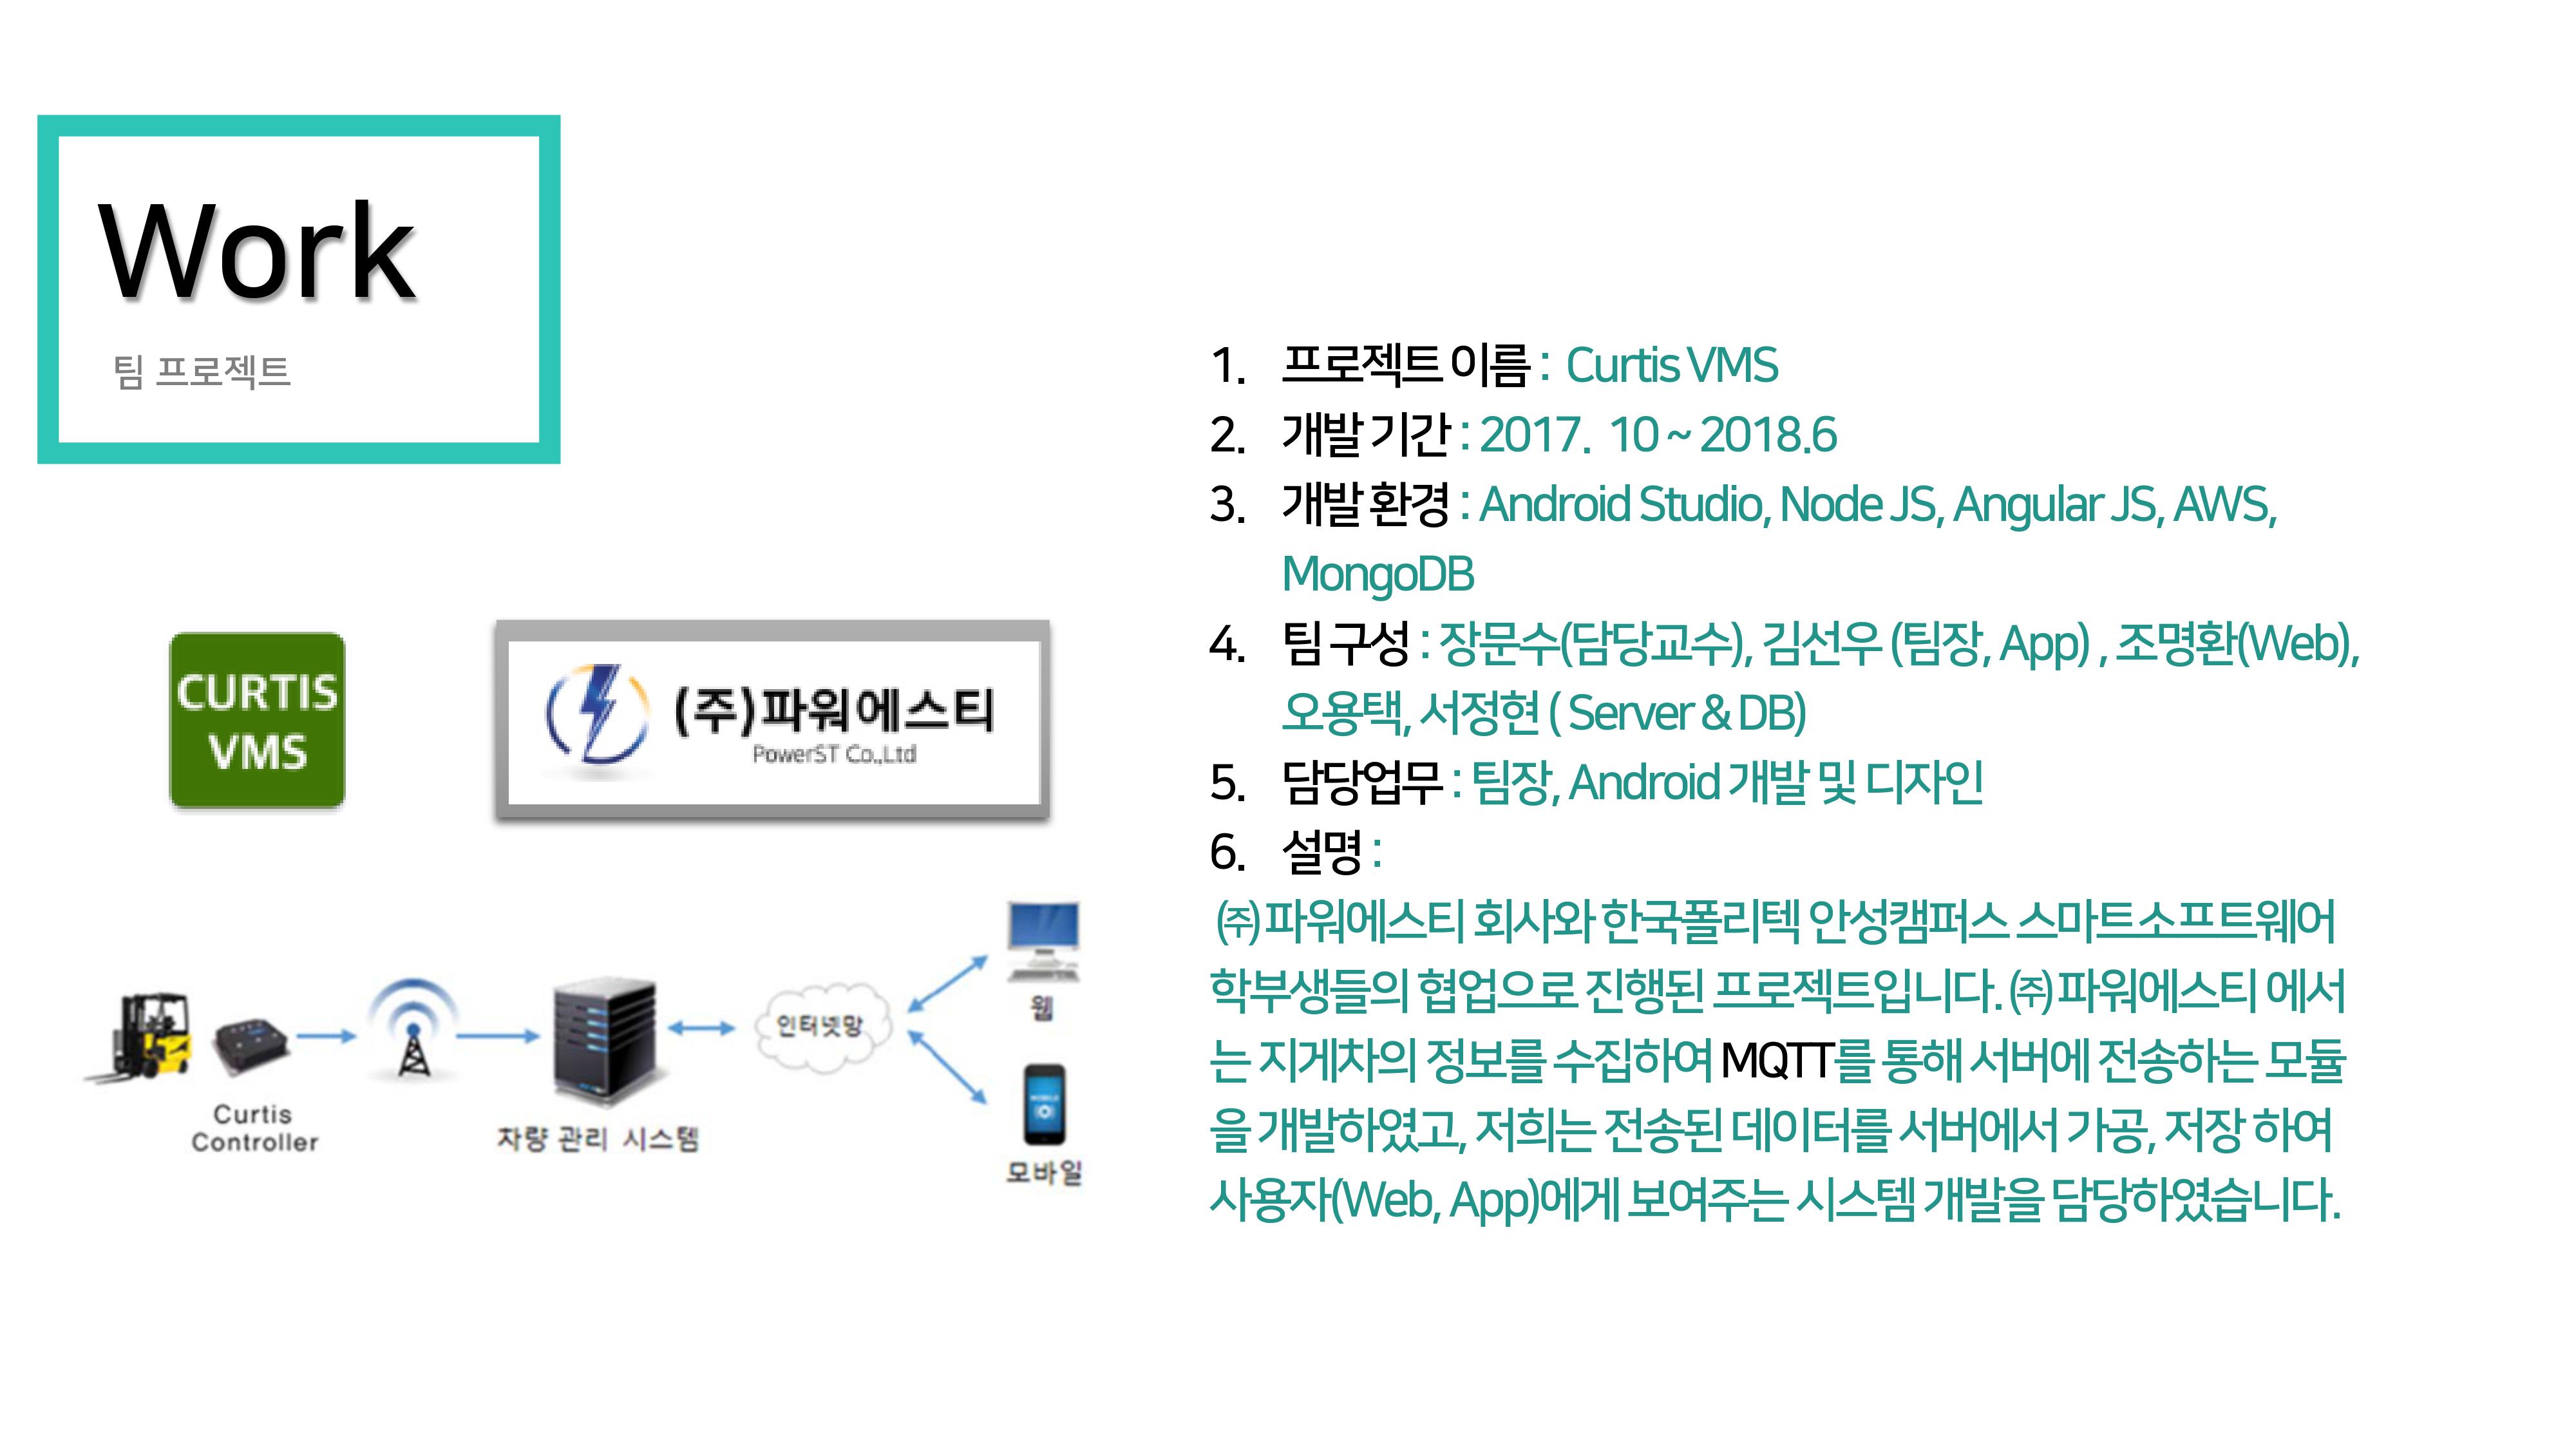 Work
팀 프로젝트
CURTIS
VMS
(주)파워에스티
PowerST Co.,Ltd
웹
인터넷망
Curtis
Controller
차량 관리 시스템
모바일
1. 프로젝트 이름 : Curtis VMS
2. 개발 기간 : 2017. 10 ~ 2018.6
3. 개발 환경 : Android Studio, Node JS, Angular JS, AWS,
MongoDB
4. 팀 구성 : 장문수(담당교수), 김선우 (팀장, App) , 조명환(Web),
오용택, 서정현 ( Server & DB)
5. 담당업무 : 팀장, Android 개발 및 디자인
6. 설명 :
㈜파워에스티 회사와 한국폴리텍 안성캠퍼스 스마트소프트웨어
학부생들의 협업으로 진행된 프로젝트입니다. ㈜파워에스티 에서
는 지게차의 정보를 수집하여 MQTT를 통해 서버에 전송하는 모듈
을 개발하였고, 저희는 전송된 데이터를 서버에서 가공, 저장 하여
사용자(Web, App)에게 보여주는 시스템 개발을 담당하였습니다.